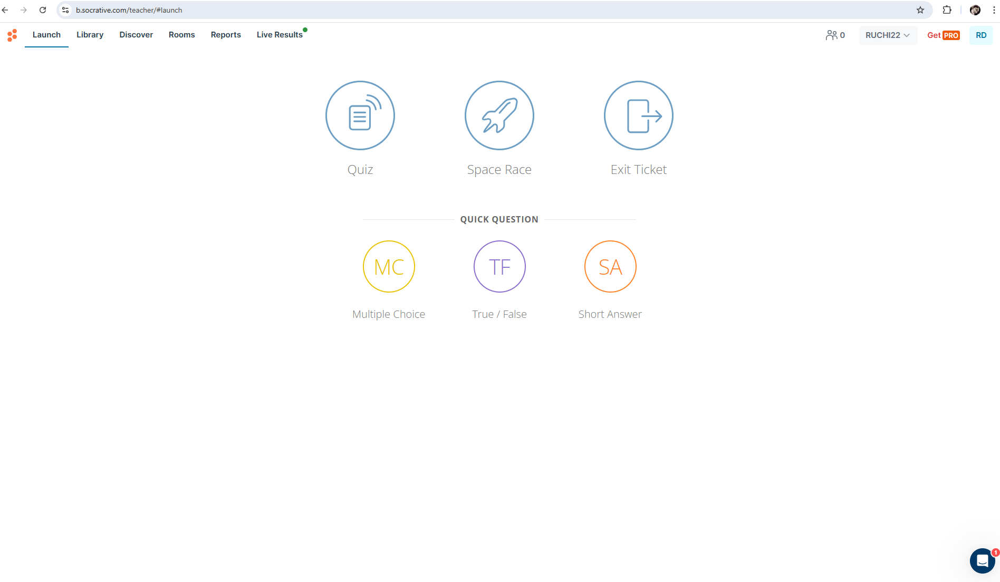 b.socrative.com/teacher/#launch
Launch Library Discover Rooms Reports Live Results 0 RUCHI22 Get PRO RD
Quiz Space Race Exit Ticket
QUICK QUESTION
MC TF SA
Multiple Choice True / False Short Answer
1